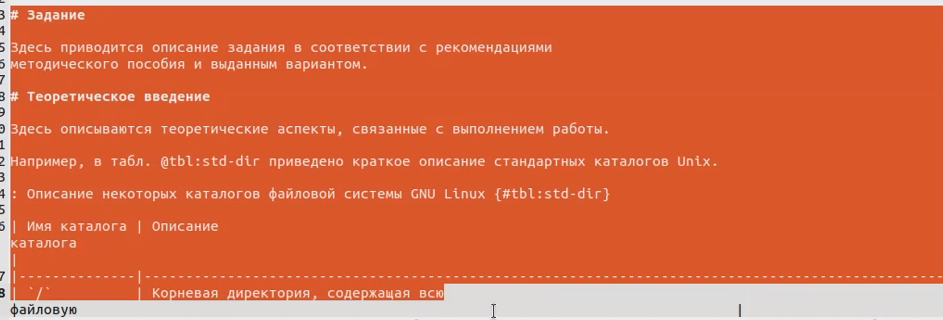 3 # Задание
4
5 Здесь приводится описание задания в соответствии с рекомендациями
6 методического пособия и выданным вариантом.
7
8 # Теоретическое введение
9
0 Здесь описываются теоретические аспекты, связанные с выполнением работы.
1
2 Например, в табл. @tbl:std-dir приведено краткое описание стандартных каталогов Unix.
3
4 : Описание некоторых каталогов файловой системы GNU Linux {#tbl:std-dir}
5
6 | Имя каталога | Описание
каталога
|
7 |--------------|----------------------------------------------------------------------------------------------------
8 | `/`          | Корневая директория, содержащая всю
файловую |